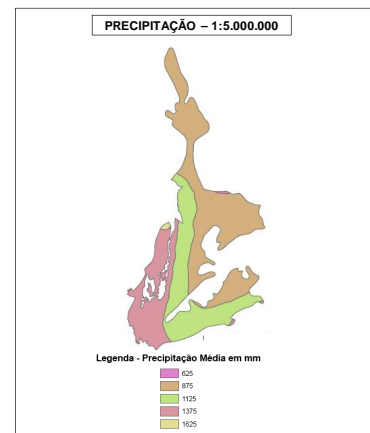 PRECIPITAÇÃO – 1:5.000.000
Legenda - Precipitação Média em mm
625
875
1125
1375
1625